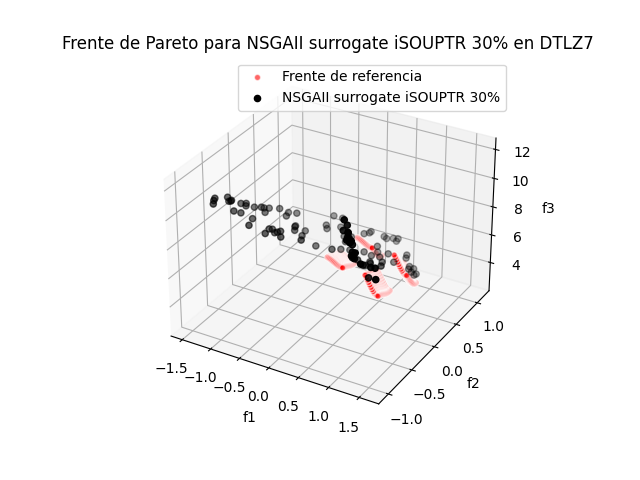 Frente de Pareto para NSGAII surrogate iSOUPTR 30% en DTLZ7
Frente de referencia
NSGAII surrogate iSOUPTR 30%
12
10
8
6
4
f3
1.0
0.5
0.0
−0.5
−1.0
f2
−1.5
−1.0
−0.5
0.0
0.5
1.0
1.5
f1